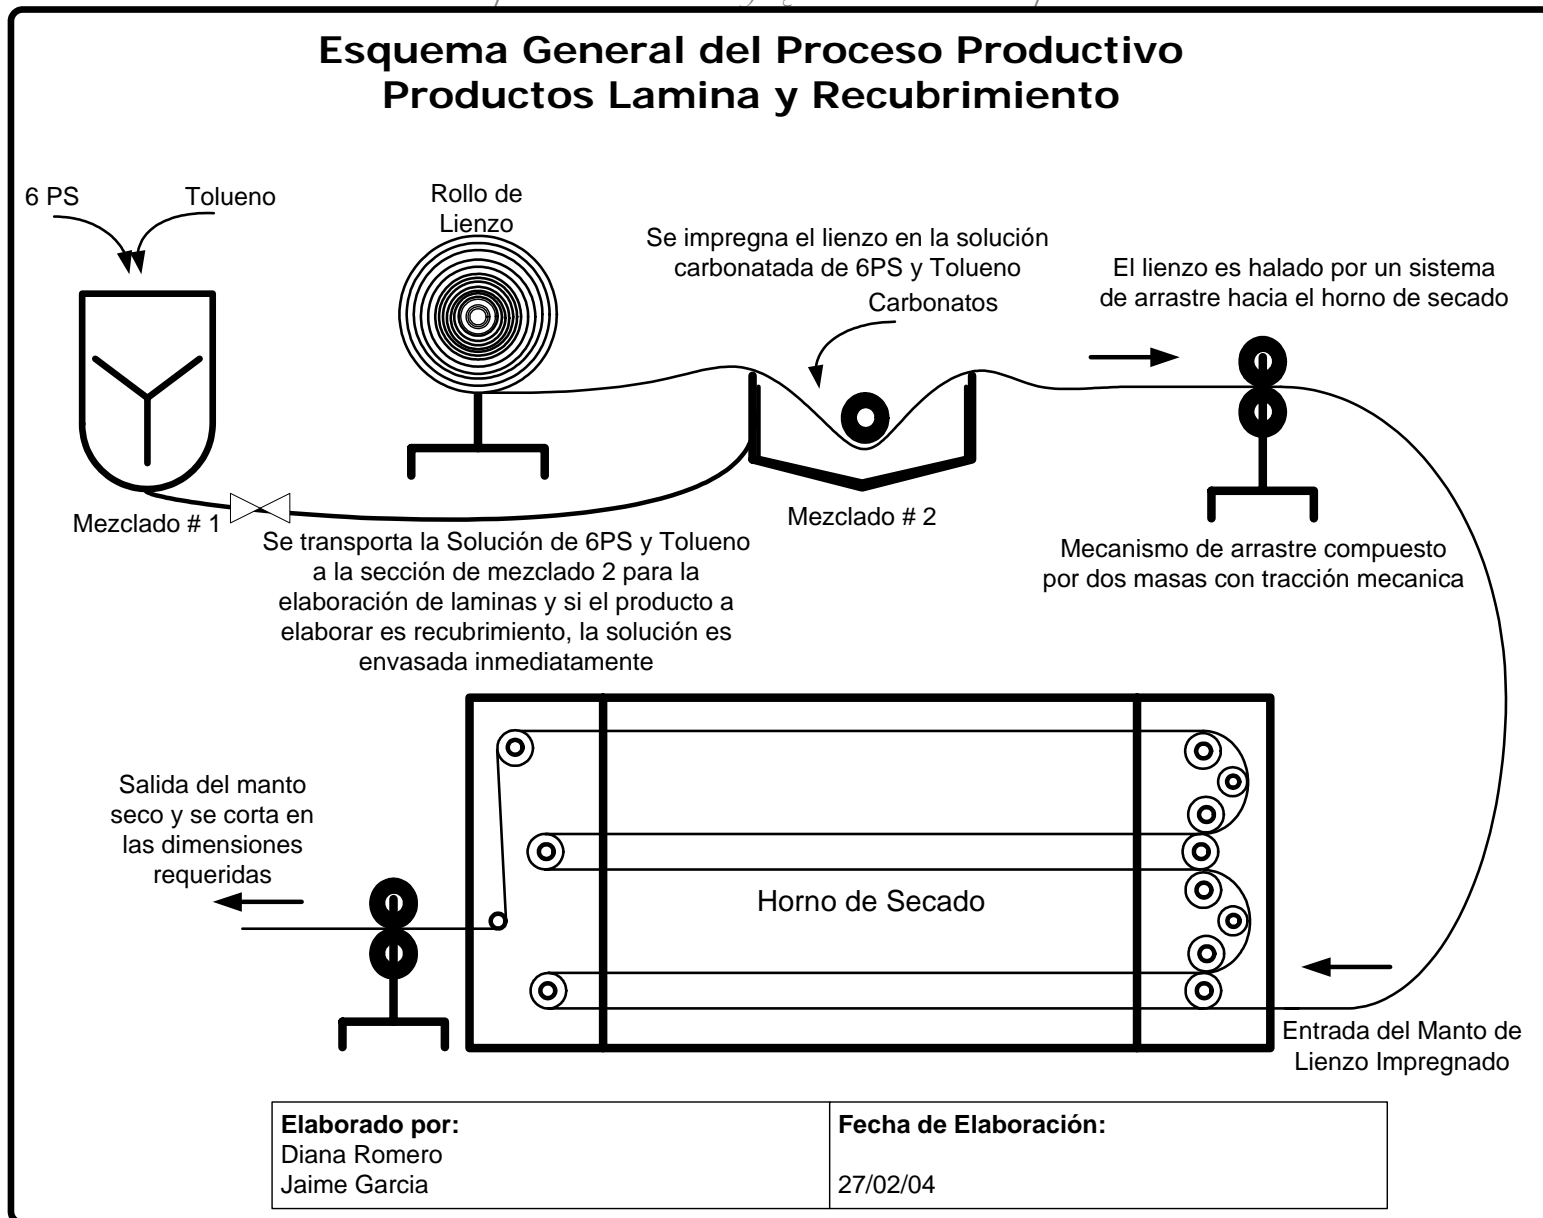 Esquema General del Proceso Productivo
Productos Lamina y Recubrimiento
6 PS
Tolueno
Rollo de
Lienzo
Se impregna el lienzo en la solución
carbonatada de 6PS y Tolueno
Carbonatos
El lienzo es halado por un sistema
de arrastre hacia el horno de secado
Mezclado # 1
Mezclado # 2
Se transporta la Solución de 6PS y Tolueno
a la sección de mezclado 2 para la
elaboración de laminas y si el producto a
elaborar es recubrimiento, la solución es
envasada inmediatamente
Mecanismo de arrastre compuesto
por dos masas con tracción mecanica
Salida del manto
seco y se corta en
las dimensiones
requeridas
Horno de Secado
Entrada del Manto de
Lienzo Impregnado
Elaborado por:
Diana Romero
Jaime Garcia
Fecha de Elaboración:
27/02/04